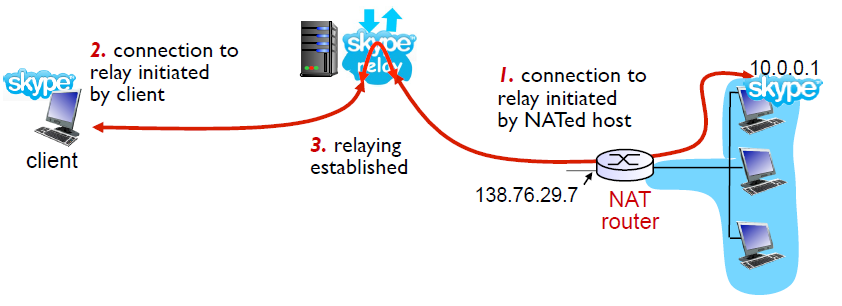 2. connection to
relay initiated
by client
skype
client
skype
relay
3. relaying
established
1. connection to
relay initiated
by NATed host
10.0.0.1
skype
138.76.29.7
NAT
router